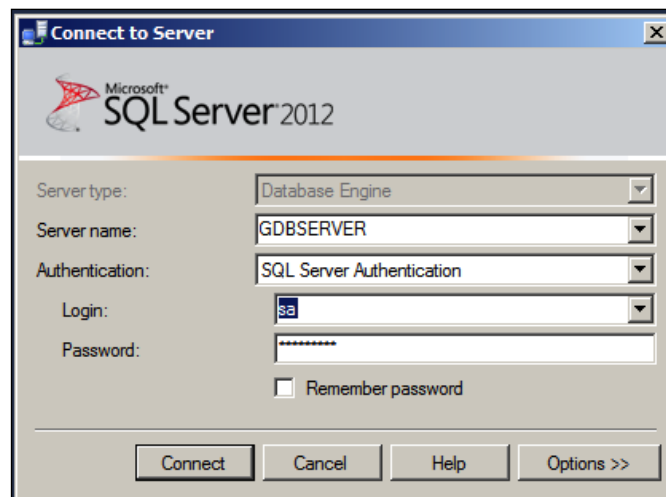 Connect to Server
Microsoft®
SQL Server® 2012
Server type: Database Engine
Server name: GDBSERVER
Authentication: SQL Server Authentication
Login: sa
Password: *********
Remember password
Connect Cancel Help Options >>